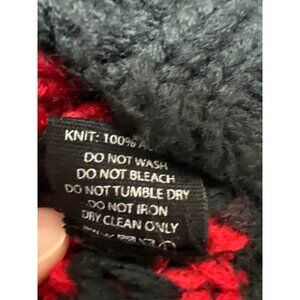 KNIT: 100%
DO NOT WASH
DO NOT BLEACH
DO NOT TUMBLE DRY
DO NOT IRON
DRY CLEAN ONLY